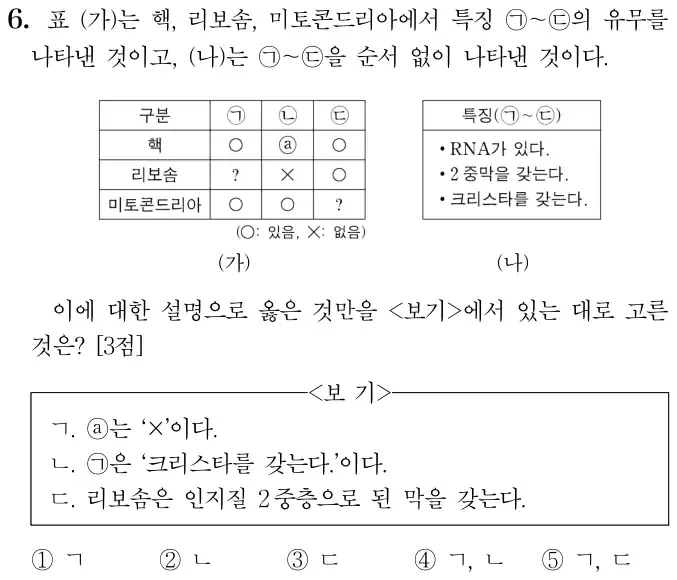 6. 표 (가)는 핵, 리보솜, 미토콘드리아에서 특징 ㉠~㉢의 유무를
나타낸 것이고, (나)는 ㉠~㉢을 순서 없이 나타낸 것이다.
구분 ㉠ ㉡ ㉢
핵 ○ ⓐ ○
리보솜 ? × ○
미토콘드리아 ○ ○ ?
(○: 있음, ×: 없음)
(가)
특징(㉠~㉢)
• RNA가 있다.
• 2중막을 갖는다.
• 크리스타를 갖는다.
(나)
이에 대한 설명으로 옳은 것만을 <보기>에서 있는 대로 고른
것은? [3점]
<보 기>
ㄱ. ⓐ는 ‘×’이다.
ㄴ. ㉠은 ‘크리스타를 갖는다.’이다.
ㄷ. 리보솜은 인지질 2중층으로 된 막을 갖는다.
① ㄱ ② ㄴ ③ ㄷ ④ ㄱ, ㄴ ⑤ ㄱ, ㄷ